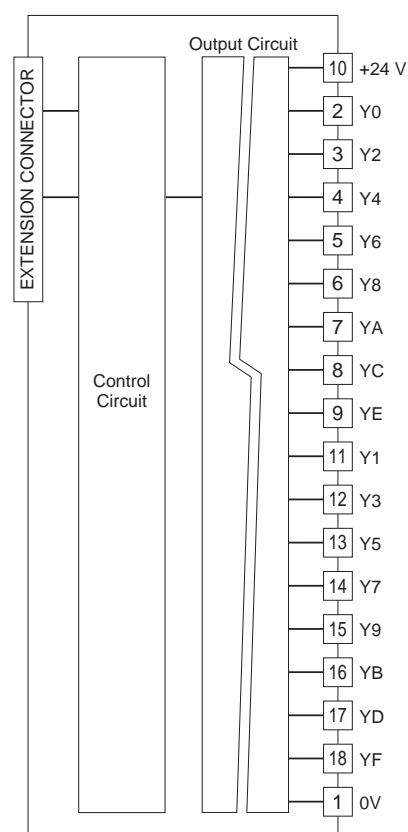 Output Circuit
EXTENSION CONNECTOR
Control
Circuit
10 +24 V
2 Y0
3 Y2
4 Y4
5 Y6
6 Y8
7 YA
8 YC
9 YE
11 Y1
12 Y3
13 Y5
14 Y7
15 Y9
16 YB
17 YD
18 YF
1 0V